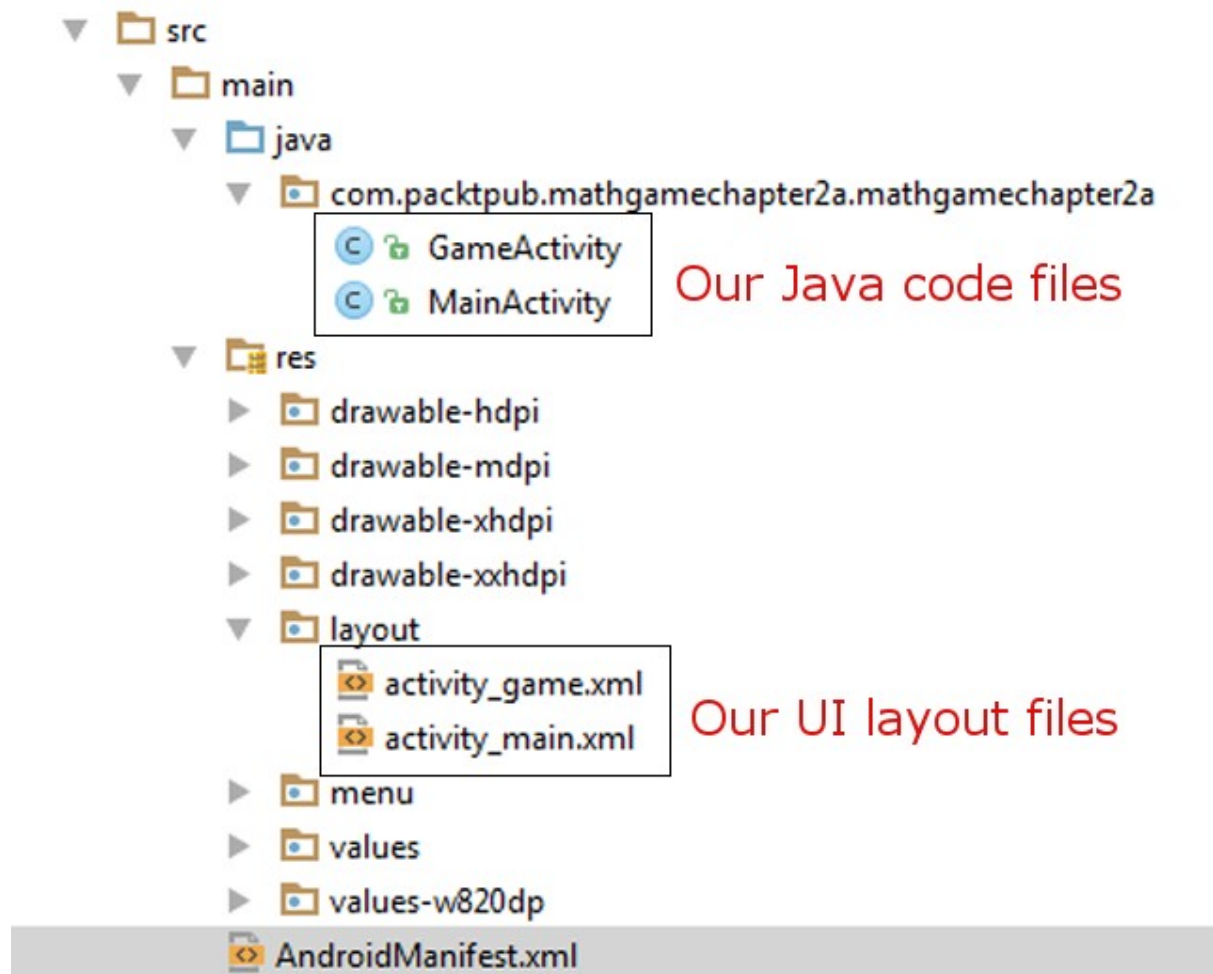 src
main
java
com.packtpub.mathgamechapter2a.mathgamechapter2a
C GameActivity
C MainActivity
Our Java code files
res
drawable-hdpi
drawable-mdpi
drawable-xhdpi
drawable-xxhdpi
layout
activity_game.xml
activity_main.xml
Our UI layout files
menu
values
values-w820dp
AndroidManifest.xml